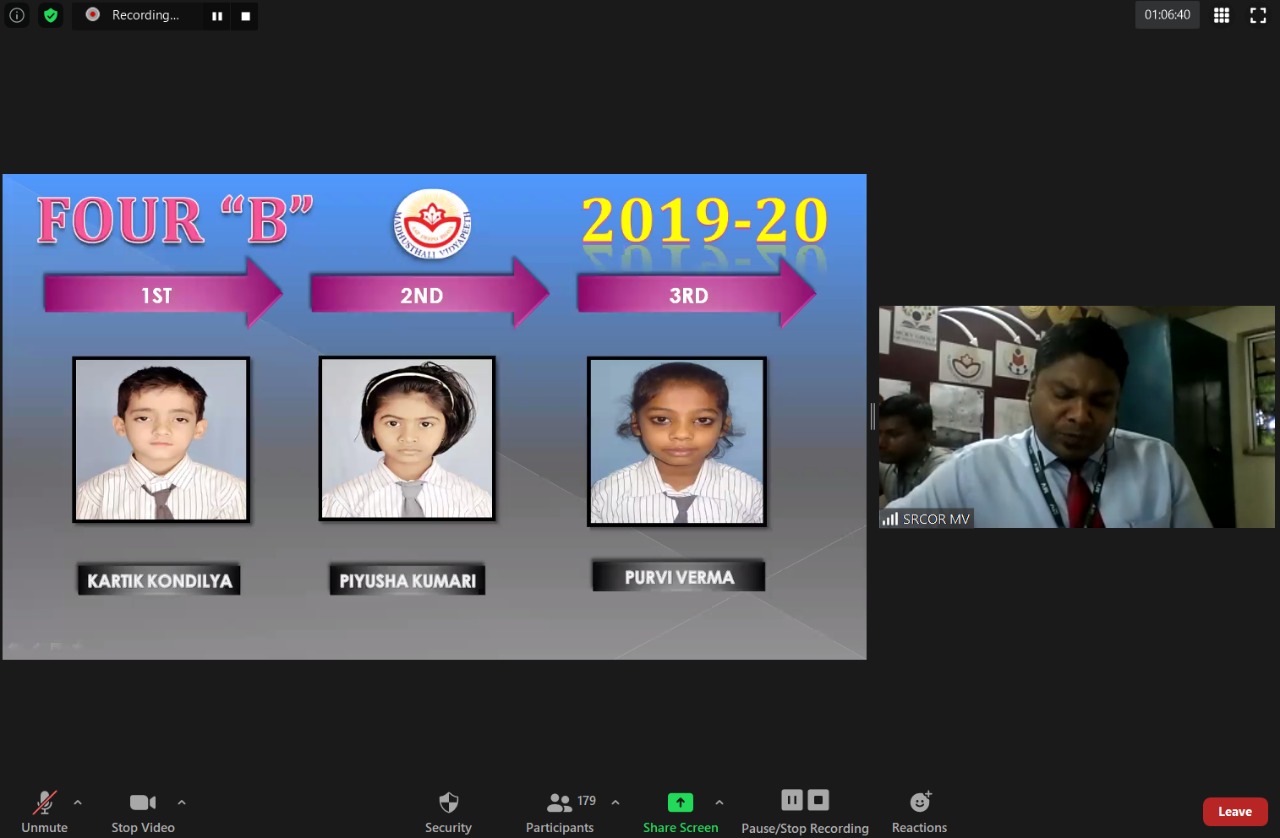 Recording...
01:06:40
FOUR “B”
MADHUSTHALI VIDYAPEETH
2019-20
1ST
2ND
3RD
KARTIK KONDILYA
PIYUSHA KUMARI
PURVI VERMA
SRCOR MV
179
Unmute
Stop Video
Security
Participants
Share Screen
Pause/Stop Recording
Reactions
Leave